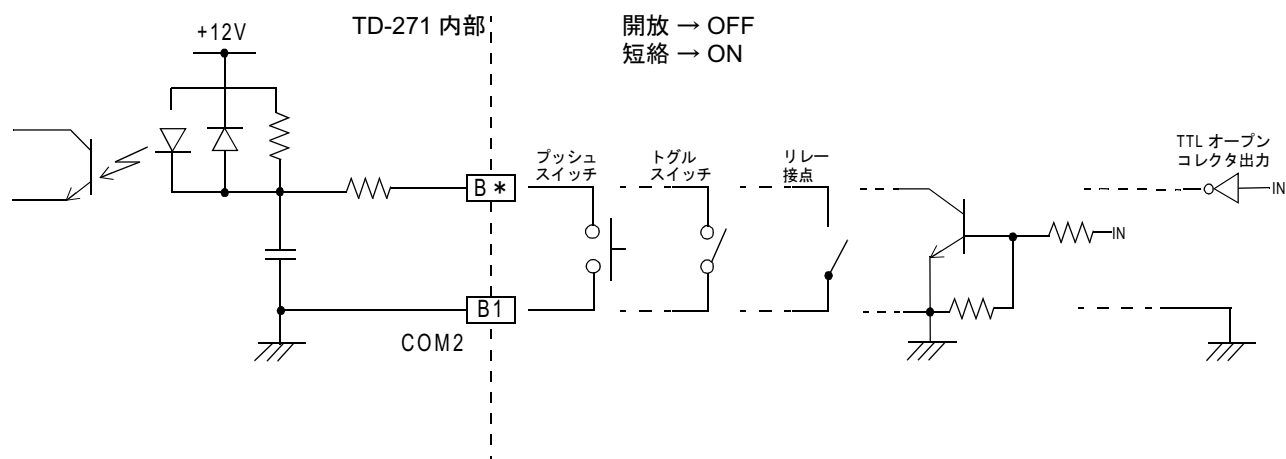 +12V
TD-271 内部
開放 → OFF
短絡 → ON
プッシュ
スイッチ
トグル
スイッチ
リレー
接点
TTL オープン
コレクタ出力
B *
IN
IN
B1
COM2